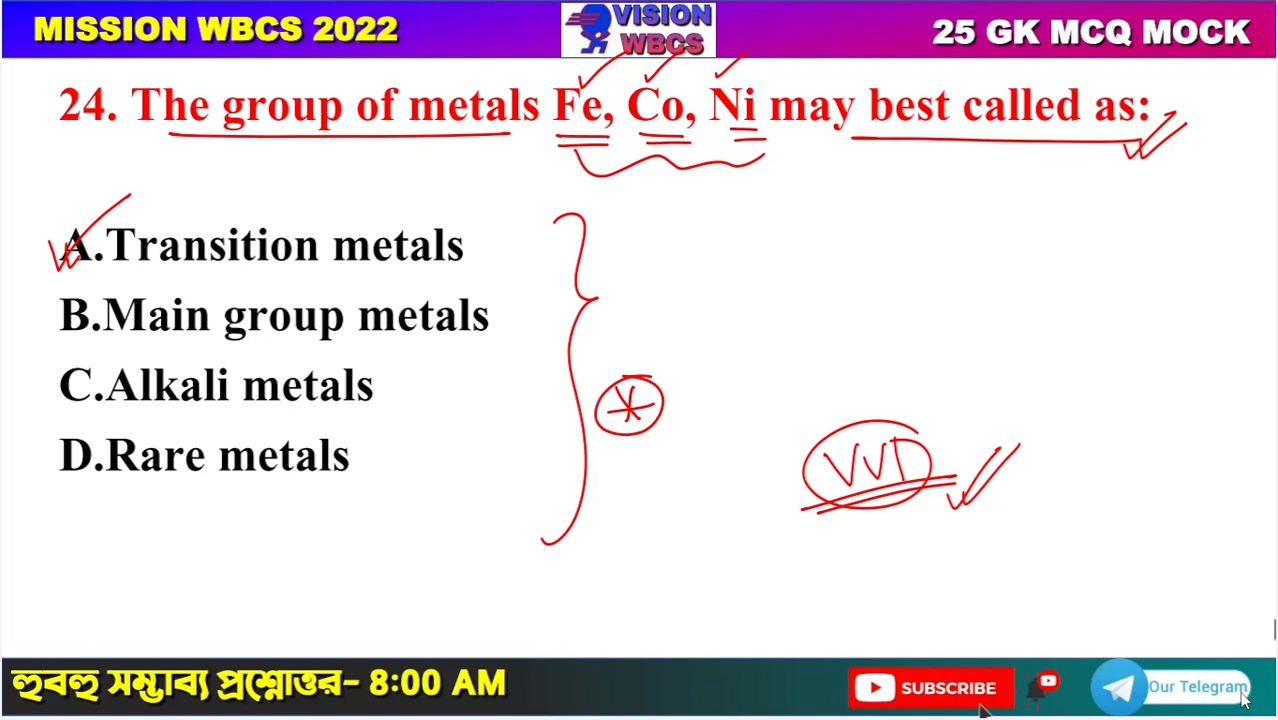 MISSION WBCS 2022
VISION
WBCS
25 GK MCQ MOCK
24. The group of metals Fe, Co, Ni may best called as:
A.Transition metals
B.Main group metals
C.Alkali metals
D.Rare metals
VVI
হুবহু সম্ভাব্য প্রশ্নোত্তর- 8:00 AM
SUBSCRIBE
Our Telegram